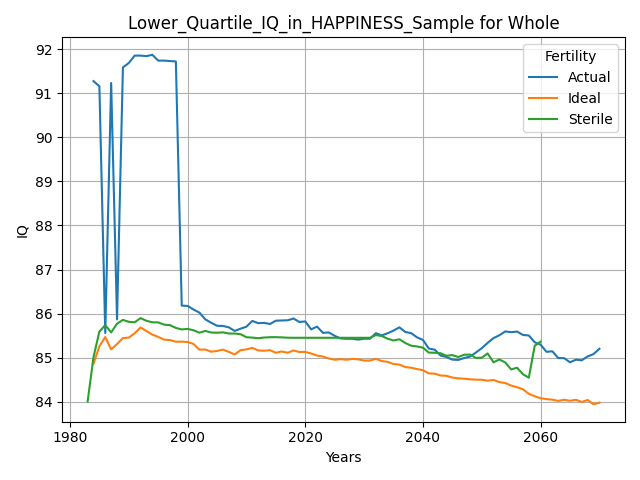 Lower_Quartile_IQ_in_HAPPINESS_Sample for Whole
Fertility
Actual
Ideal
Sterile
IQ
92
91
90
89
88
87
86
85
84
1980
2000
2020
2040
2060
Years